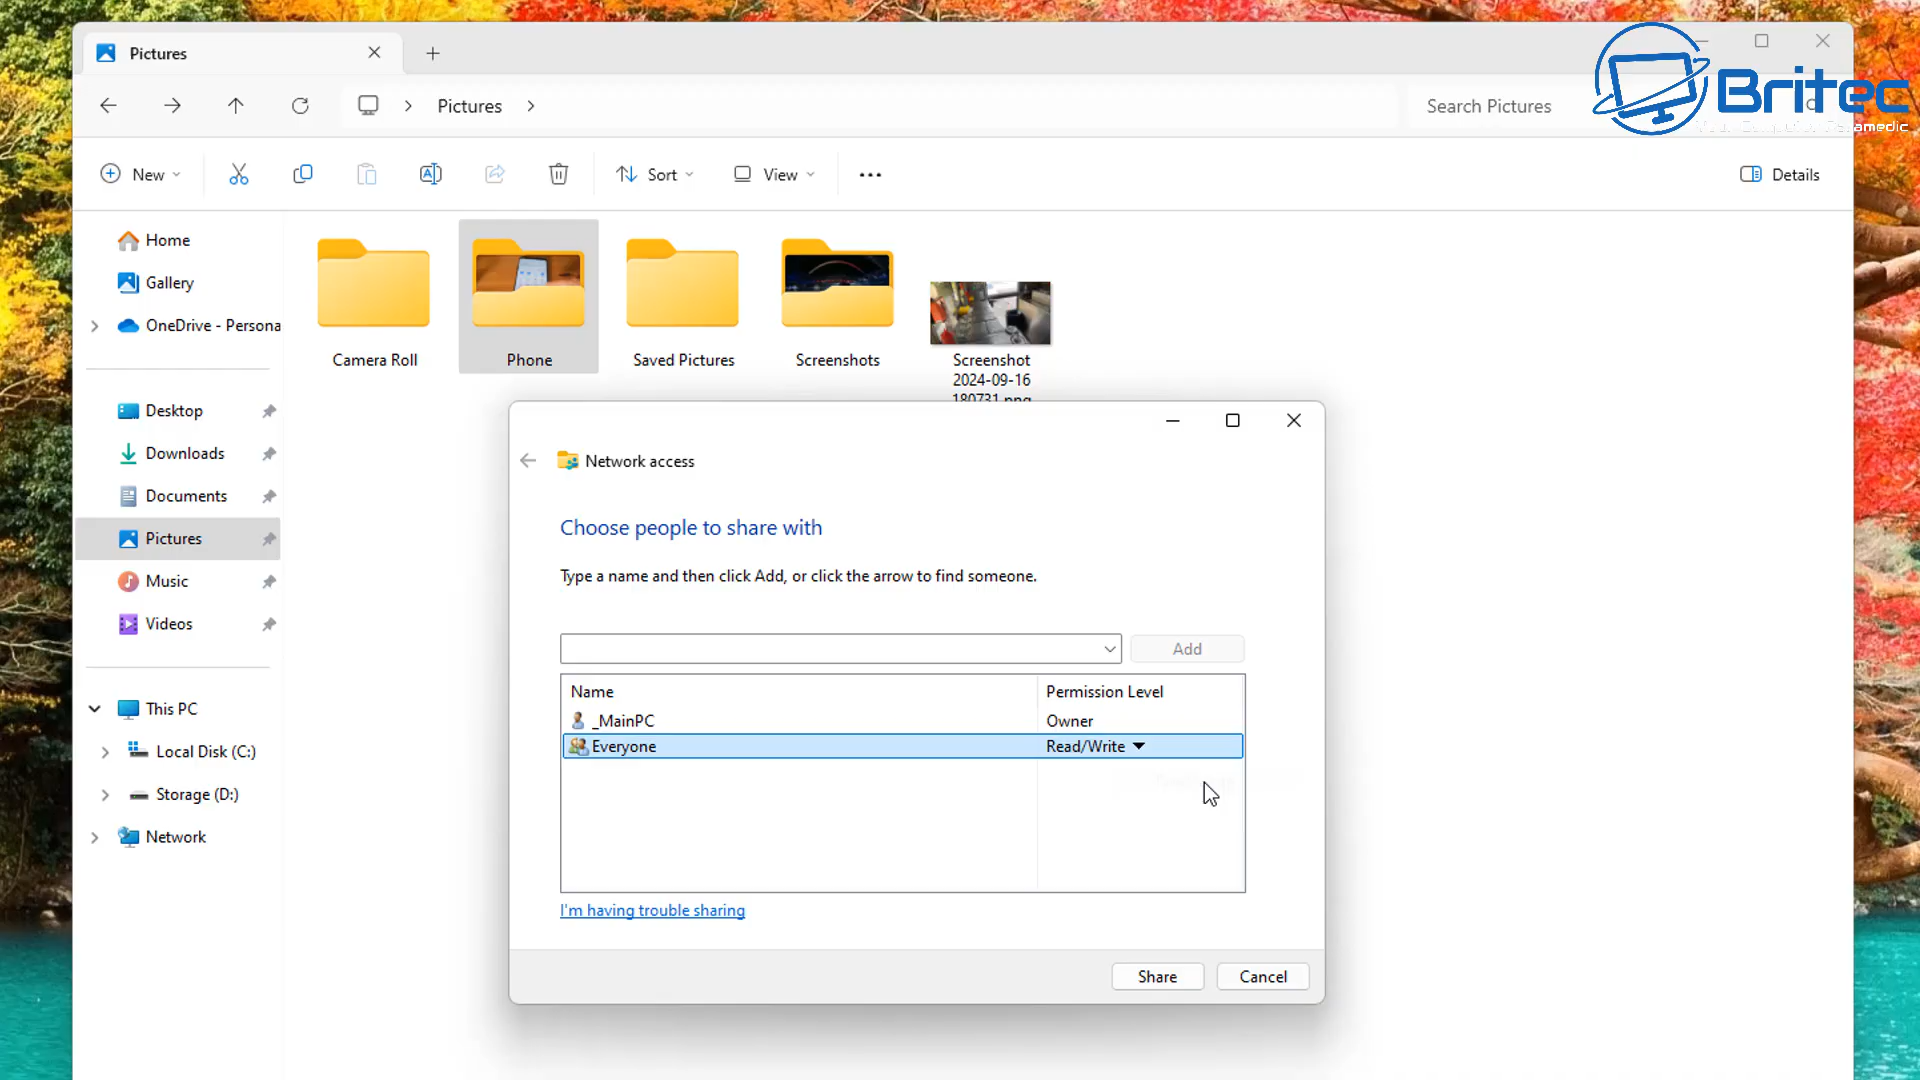 Pictures
Britec
Pictures
Search Pictures
New
Sort
View
Details
Home
Gallery
OneDrive - Persona
Camera Roll
Phone
Saved Pictures
Screenshots
Screenshot
2024-09-16
180731.png
Desktop
Downloads
Documents
Pictures
Music
Videos
This PC
Local Disk (C:)
Storage (D:)
Network
Network access
Choose people to share with
Type a name and then click Add, or click the arrow to find someone.
Add
Name Permission Level
_MainPC Owner
Everyone Read/Write
I'm having trouble sharing
Share Cancel